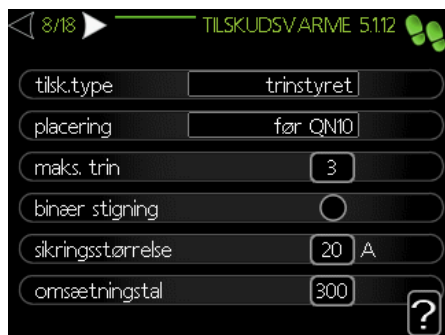 8/18 TILSKUDSVARME 5.1.12
tilsk.type trinstyret
placering før QN10
maks. trin 3
binær stigning
sikringsstørrelse 20 A
omsætningstal 300
?